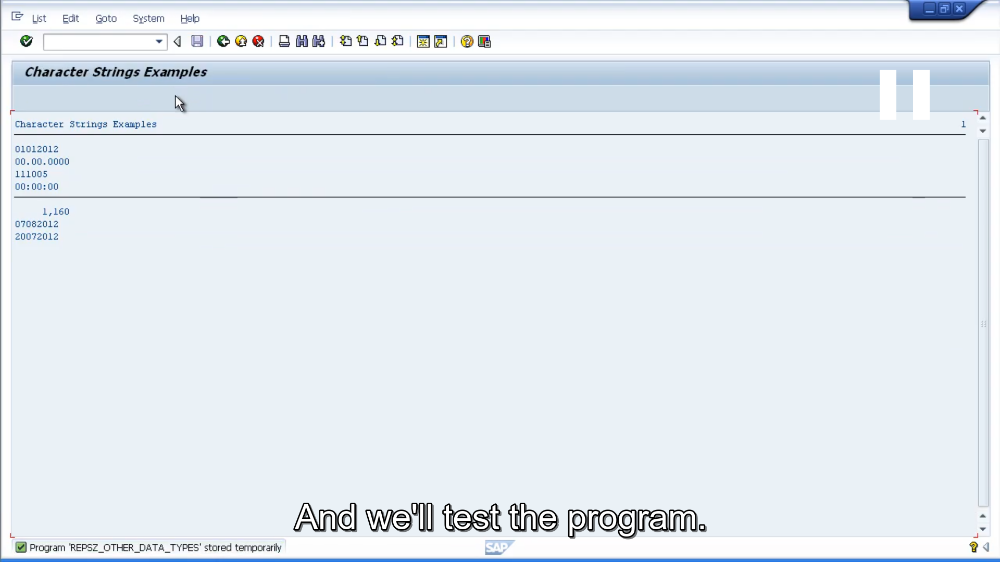 List Edit Goto System Help
Character Strings Examples
Character Strings Examples 1
01012012
00.00.0000
111005
00:00:00
1,160
07082012
20072012
And we'll test the program.
Program 'REPSZ_OTHER_DATA_TYPES' stored temporarily
SAP